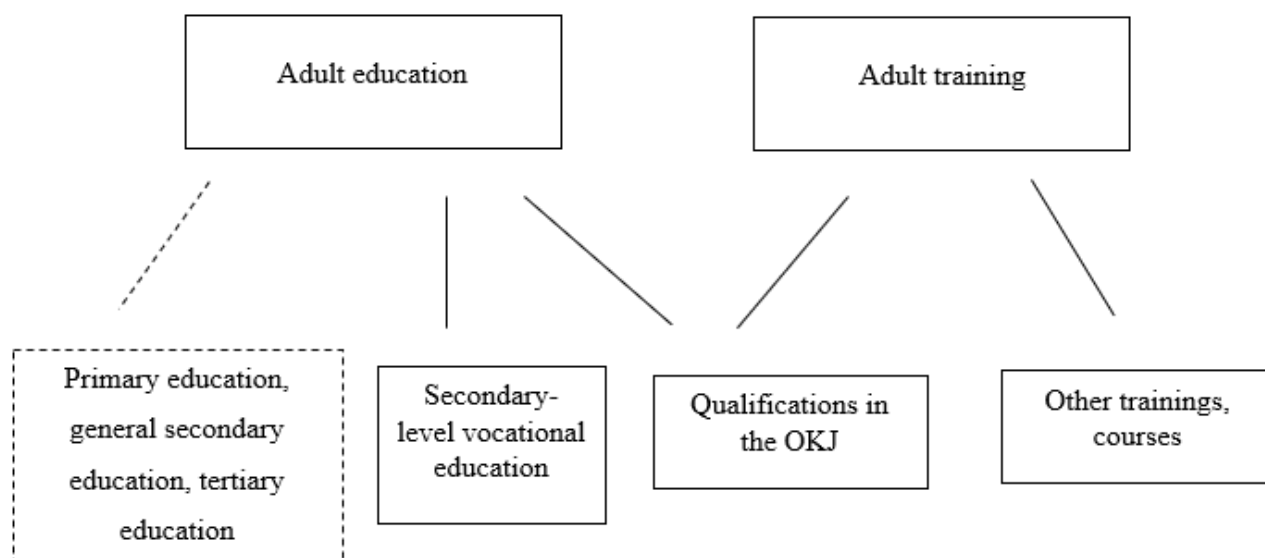 Adult education
Adult training
Primary education,
general secondary
education, tertiary
education
Secondary-
level vocational
education
Qualifications in
the OKJ
Other trainings,
courses